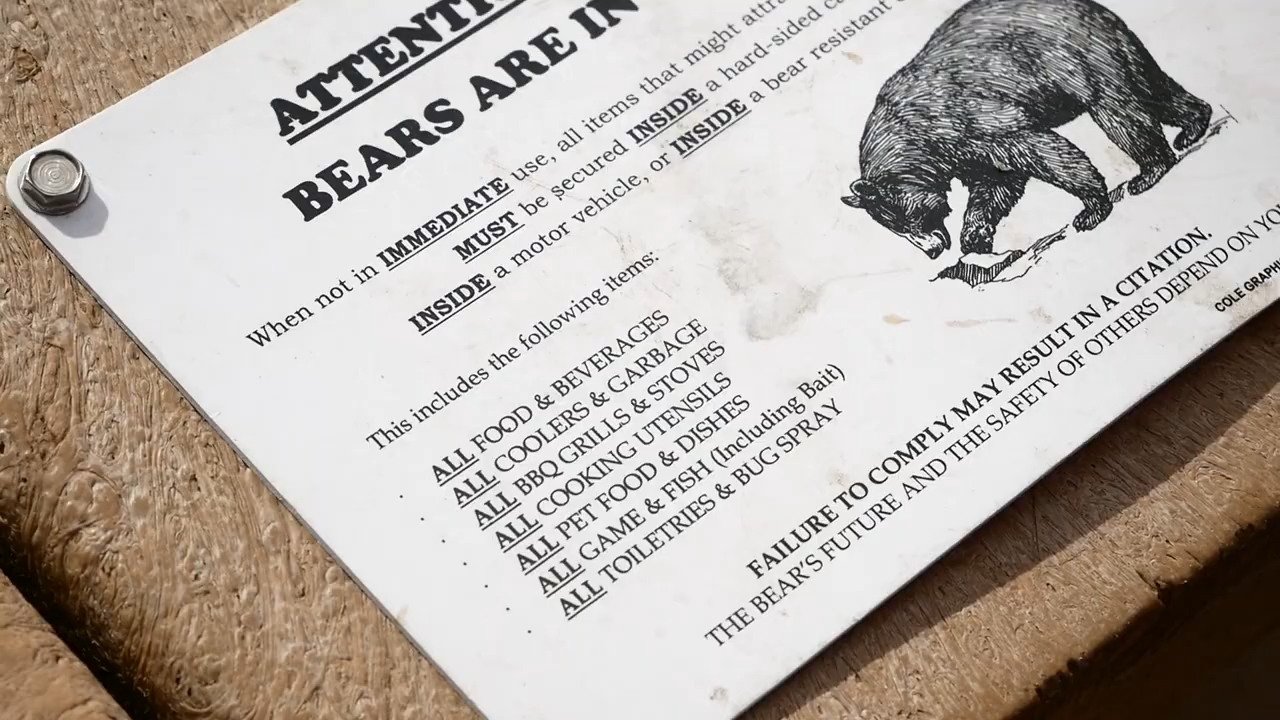 ATTENTI
BEARS ARE IN
When not in IMMEDIATE use, all items that might attra
MUST be secured INSIDE a hard-sided ca
INSIDE a motor vehicle, or INSIDE a bear resistant
This includes the following items:
ALL FOOD & BEVERAGES
ALL COOLERS & GARBAGE
ALL BBQ GRILLS & STOVES
ALL COOKING UTENSILS
ALL PET FOOD & DISHES
ALL GAME & FISH (Including Bait)
ALL TOILETRIES & BUG SPRAY
FAILURE TO COMPLY MAY RESULT IN A CITATION.
THE BEAR'S FUTURE AND THE SAFETY OF OTHERS DEPEND ON YO
COLE GRAPHI